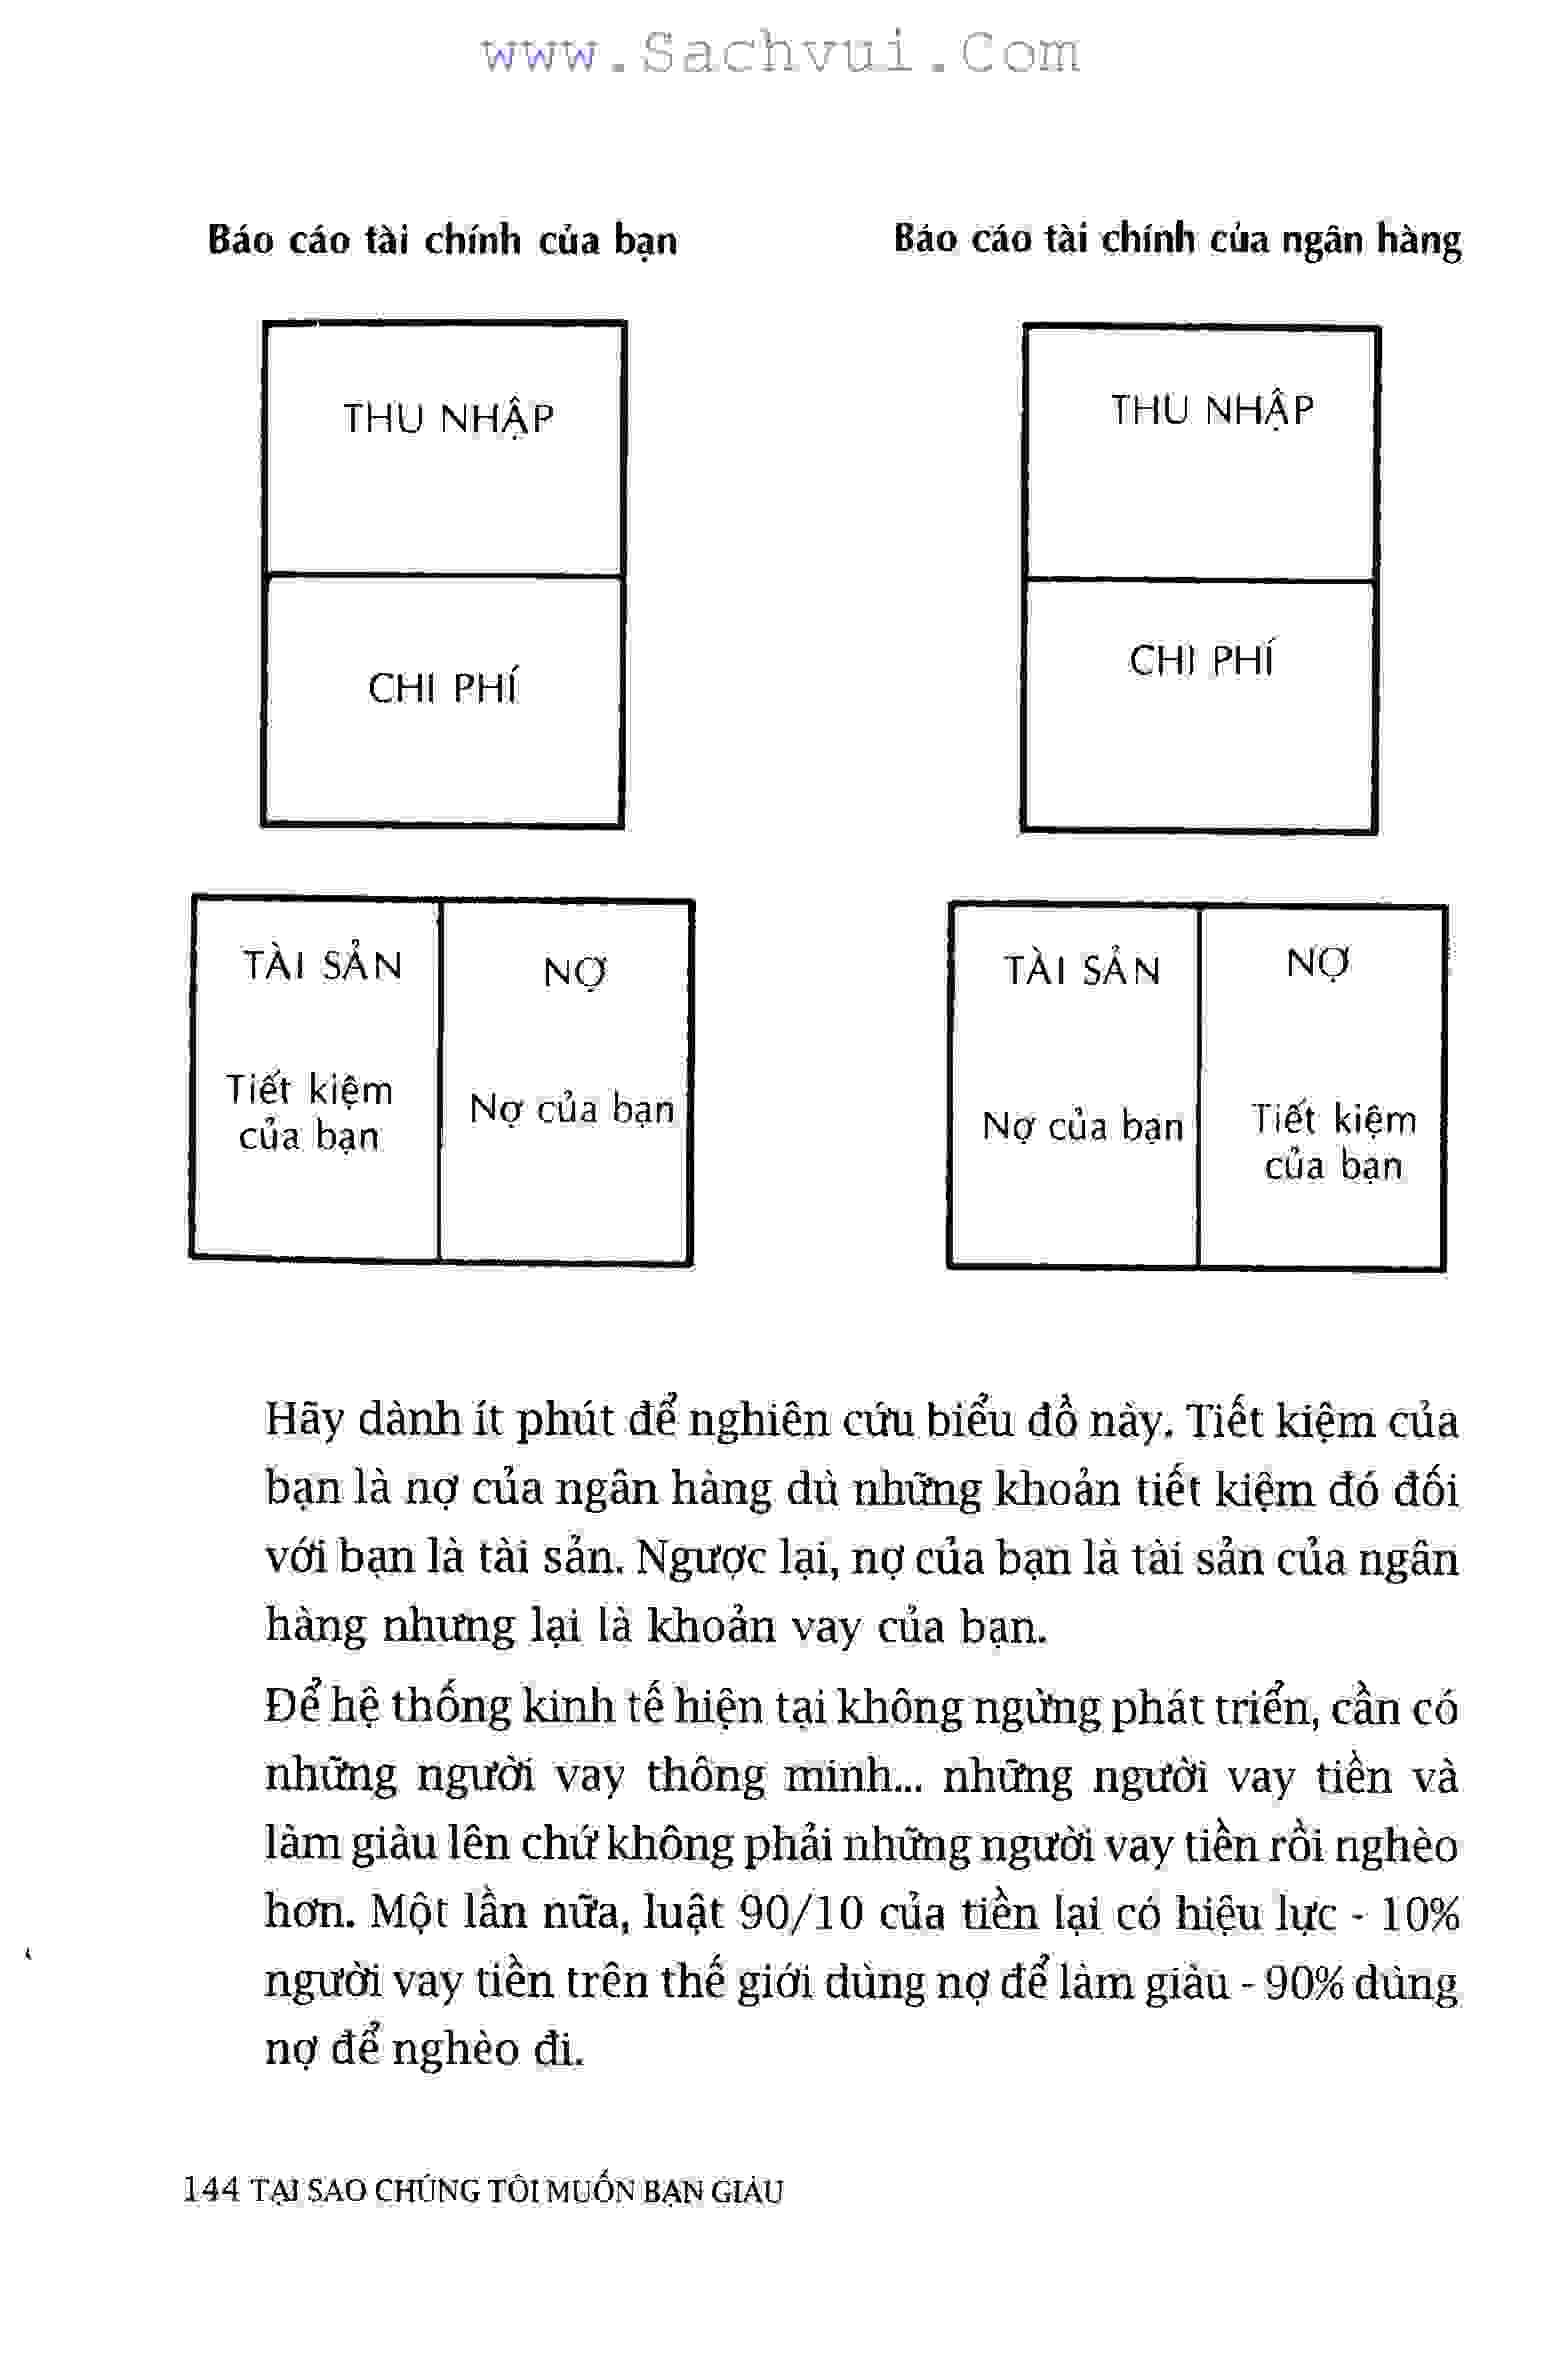 www.Sachvui.Com
Báo cáo tài chính của bạn
THU NHẬP
CHI PHÍ
TÀI SẢN
Tiết kiệm
của bạn
NỢ
Nợ của bạn
Báo cáo tài chính của ngân hàng
THU NHẬP
CHI PHÍ
TÀI SẢN
Nợ của bạn
NỢ
Tiết kiệm
của bạn
Hãy dành ít phút để nghiên cứu biểu đồ này. Tiết kiệm của
bạn là nợ của ngân hàng dù những khoản tiết kiệm đó đối
với bạn là tài sản. Ngược lại, nợ của bạn là tài sản của ngân
hàng nhưng lại là khoản vay của bạn.
Để hệ thống kinh tế hiện tại không ngừng phát triển, cần có
những người vay thông minh... những người vay tiền và
làm giàu lên chứ không phải những người vay tiền rồi nghèo
hơn. Một lần nữa, luật 90/10 của tiền lại có hiệu lực - 10%
người vay tiền trên thế giới dùng nợ để làm giàu - 90% dùng
nợ để nghèo đi.
144 TẠI SAO CHÚNG TÔI MUỐN BẠN GIÀU